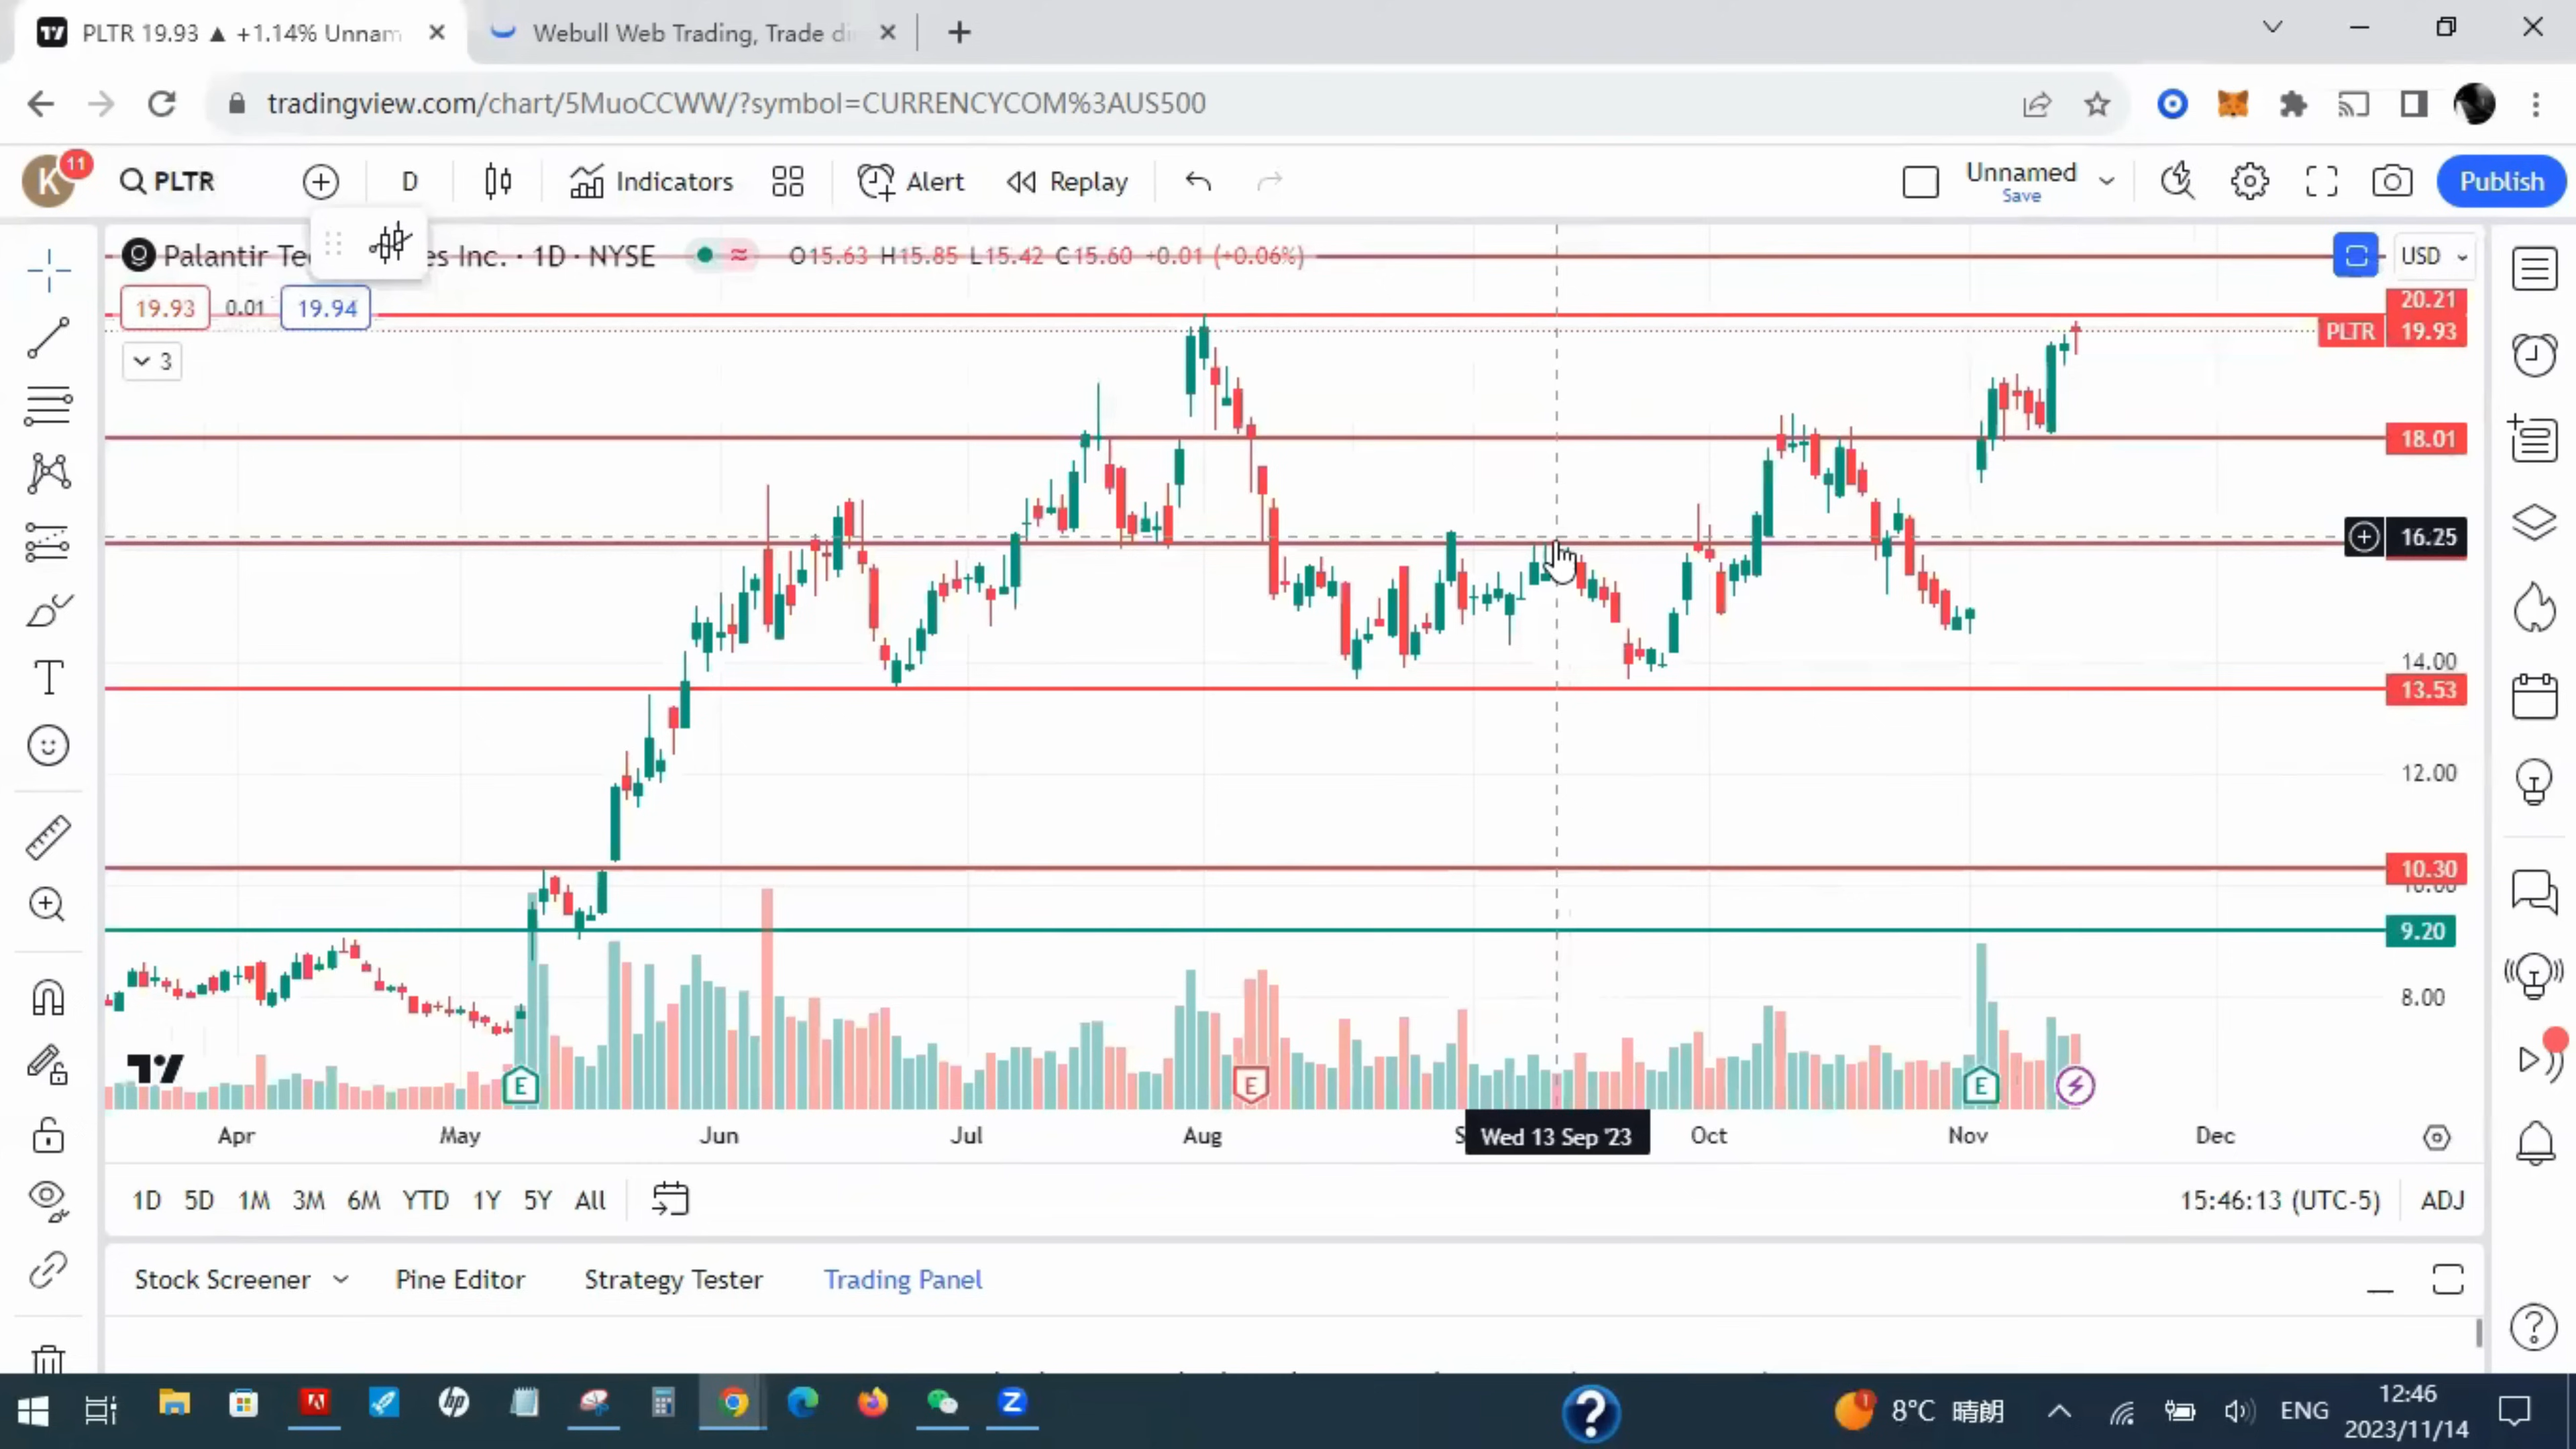 PLTR 19.93 ▲ +1.14% Unnam
Webull Web Trading, Trade di
tradingview.com/chart/5MuoCCWW/?symbol=CURRENCYCOM%3AUS500
K
11
PLTR
D
Indicators
Alert
Replay
Unnamed
Save
Publish
Palantir Te es Inc. · 1D · NYSE
O15.63 H15.85 L15.42 C15.60 +0.01 (+0.06%)
USD
19.93 0.01 19.94
3
20.21
PLTR 19.93
18.01
16.25
14.00
13.53
12.00
10.30
10.00
9.20
8.00
E
E
E
Apr May Jun Jul Aug S Wed 13 Sep '23 Oct Nov Dec
1D 5D 1M 3M 6M YTD 1Y 5Y All
15:46:13 (UTC-5) ADJ
Stock Screener Pine Editor Strategy Tester Trading Panel
hp
Z
?
1
8°C 晴朗
ENG
12:46
2023/11/14